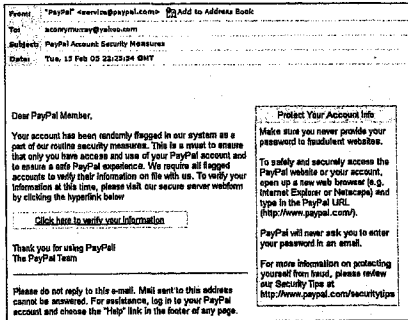 From: "PayPal" <service@paypal.com> Add to Address Book
To: aconymurray@yahoo.com
Subject: PayPal Account Security Measures
Date: Tue, 15 Feb 05 22:25:54 GMT
Dear PayPal Member,
Your account has been randomly flagged in our system as a
part of our routine security measures. This is a must to ensure
that only you have access and use of your PayPal account and
to ensure a safe PayPal experience. We require all flagged
accounts to verify their information on file with us. To verify your
information at this time, please visit our secure server webform
by clicking the hyperlink below
Click here to verify your information
Thank you for using PayPal!
The PayPal Team
Please do not reply to this e-mail. Mail sent to this address
cannot be answered. For assistance, log in to your PayPal
account and choose the "Help" link in the footer of any page.
Protect Your Account Info
Make sure you never provide your
password to fraudulent websites.
To safely and securely access the
PayPal website or your account,
open up a new web browser (e.g.
Internet Explorer or Netscape) and
type in the PayPal URL
(http://www.paypal.com/).
PayPal will never ask you to enter
your password in an email.
For more information on protecting
yourself from fraud, please review
our Security Tips at
http://www.paypal.com/securitytips